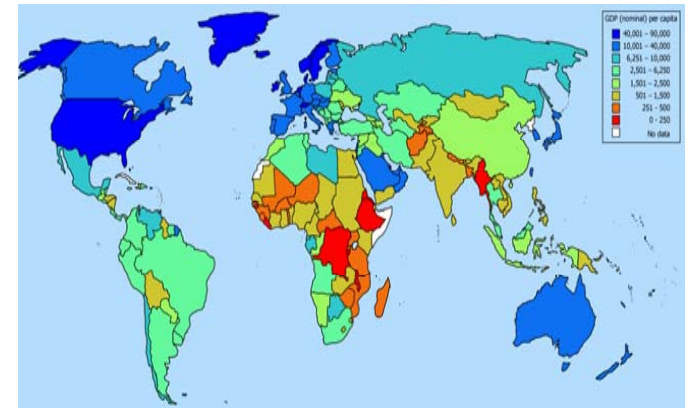 GDP (nominal) per capita
40,001 – 90,000
10,001 – 40,000
6,251 – 10,000
2,501 – 6,250
1,501 – 2,500
501 – 1,500
251 – 500
0 - 250
No data